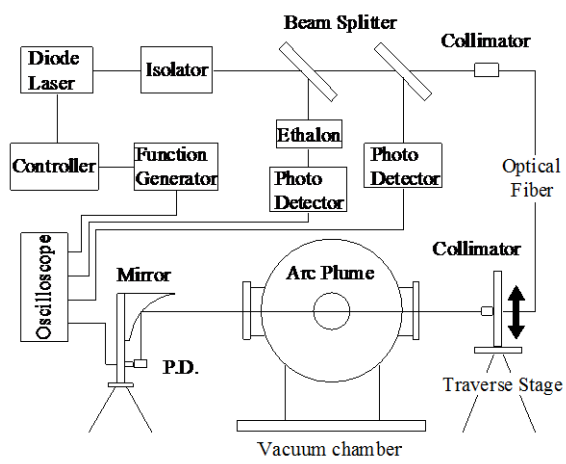 Beam Splitter
Collimator
Diode
Laser
Isolator
Ethalon
Controller
Function
Generator
Photo
Detector
Photo
Detector
Optical
Fiber
Oscilloscope
Mirror
Arc Plume
Collimator
P.D.
Traverse Stage
Vacuum chamber